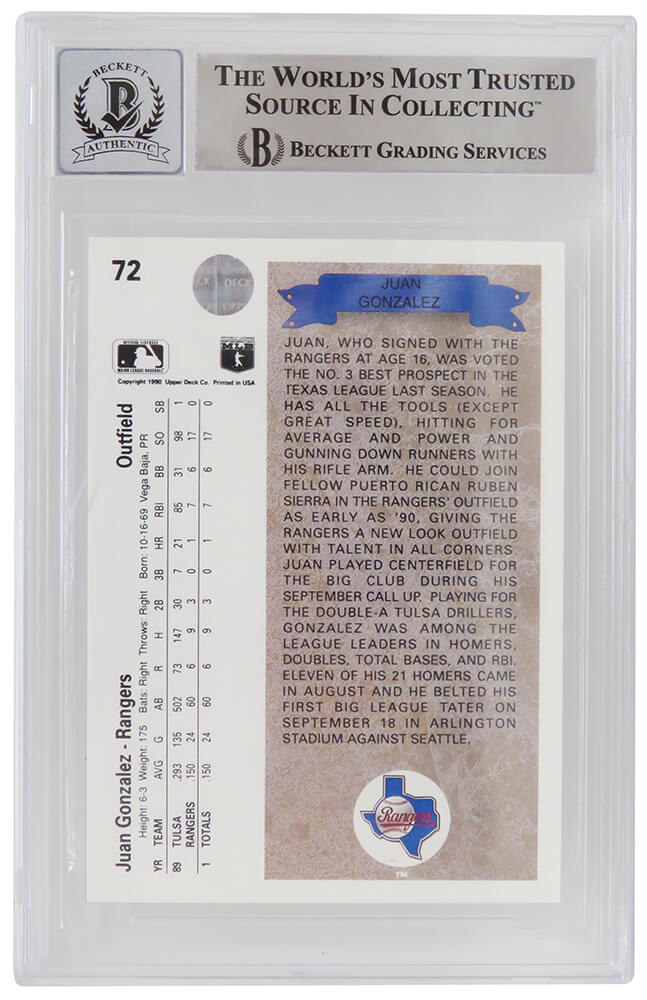 BECKETT
B
AUTHENTIC
THE WORLD'S MOST TRUSTED
SOURCE IN COLLECTING™
B BECKETT GRADING SERVICES
72
DECK
Copyright 1990 Upper Deck Co. Printed in USA
Juan Gonzalez - Rangers Outfield
Height: 6-3 Weight: 175 Bats: Right Throws: Right Born: 10-16-69 Vega Baja, PR
YR TEAM AVG G AB R H 2B 3B HR RBI BB SO SB
89 TULSA .293 135 502 73 147 30 7 21 85 31 98 1
RANGERS .150 24 60 6 9 3 0 1 7 6 17 0
1 TOTALS .150 24 60 6 9 3 0 1 7 6 17 0
JUAN
GONZALEZ
JUAN, WHO SIGNED WITH THE
RANGERS AT AGE 16, WAS VOTED
THE NO. 3 BEST PROSPECT IN THE
TEXAS LEAGUE LAST SEASON. HE
HAS ALL THE TOOLS (EXCEPT
GREAT SPEED), HITTING FOR
AVERAGE AND POWER AND
GUNNING DOWN RUNNERS WITH
HIS RIFLE ARM. HE COULD JOIN
FELLOW PUERTO RICAN RUBEN
SIERRA IN THE RANGERS' OUTFIELD
AS EARLY AS '90, GIVING THE
RANGERS A NEW LOOK OUTFIELD
WITH TALENT IN ALL CORNERS.
JUAN PLAYED CENTERFIELD FOR
THE BIG CLUB DURING HIS
SEPTEMBER CALL UP. PLAYING FOR
THE DOUBLE-A TULSA DRILLERS,
GONZALEZ WAS AMONG THE
LEAGUE LEADERS IN HOMERS,
DOUBLES, TOTAL BASES, AND RBI.
ELEVEN OF HIS 21 HOMERS CAME
IN AUGUST AND HE BELTED HIS
FIRST BIG LEAGUE TATER ON
SEPTEMBER 18 IN ARLINGTON
STADIUM AGAINST SEATTLE.
Rangers
TM